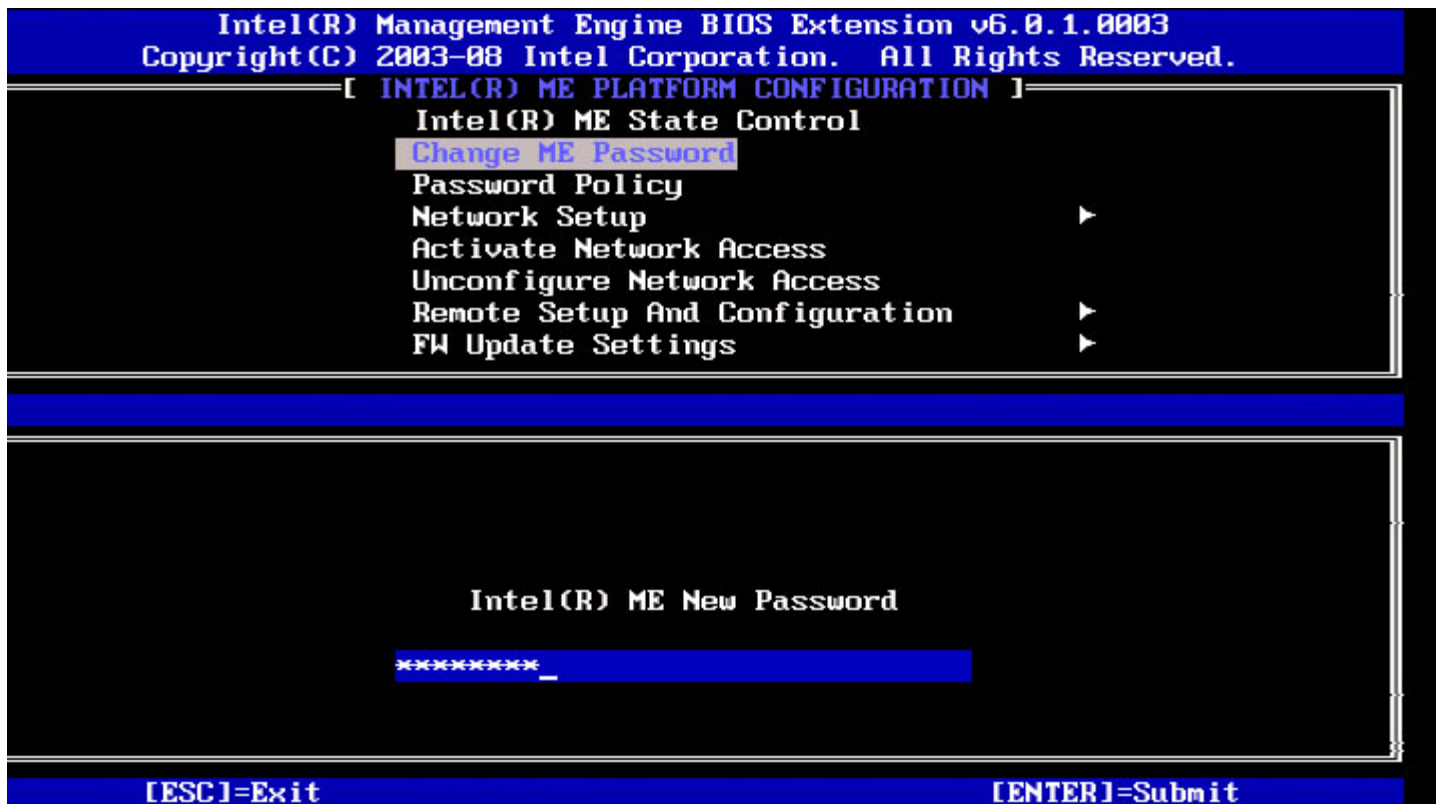 Intel(R) Management Engine BIOS Extension v6.0.1.0003
Copyright(C) 2003-08 Intel Corporation. All Rights Reserved.
[ INTEL(R) ME PLATFORM CONFIGURATION ]
Intel(R) ME State Control
Change ME Password
Password Policy
Network Setup ►
Activate Network Access
Unconfigure Network Access
Remote Setup And Configuration ►
FW Update Settings ►
Intel(R) ME New Password
********_
[ESC]=Exit [ENTER]=Submit